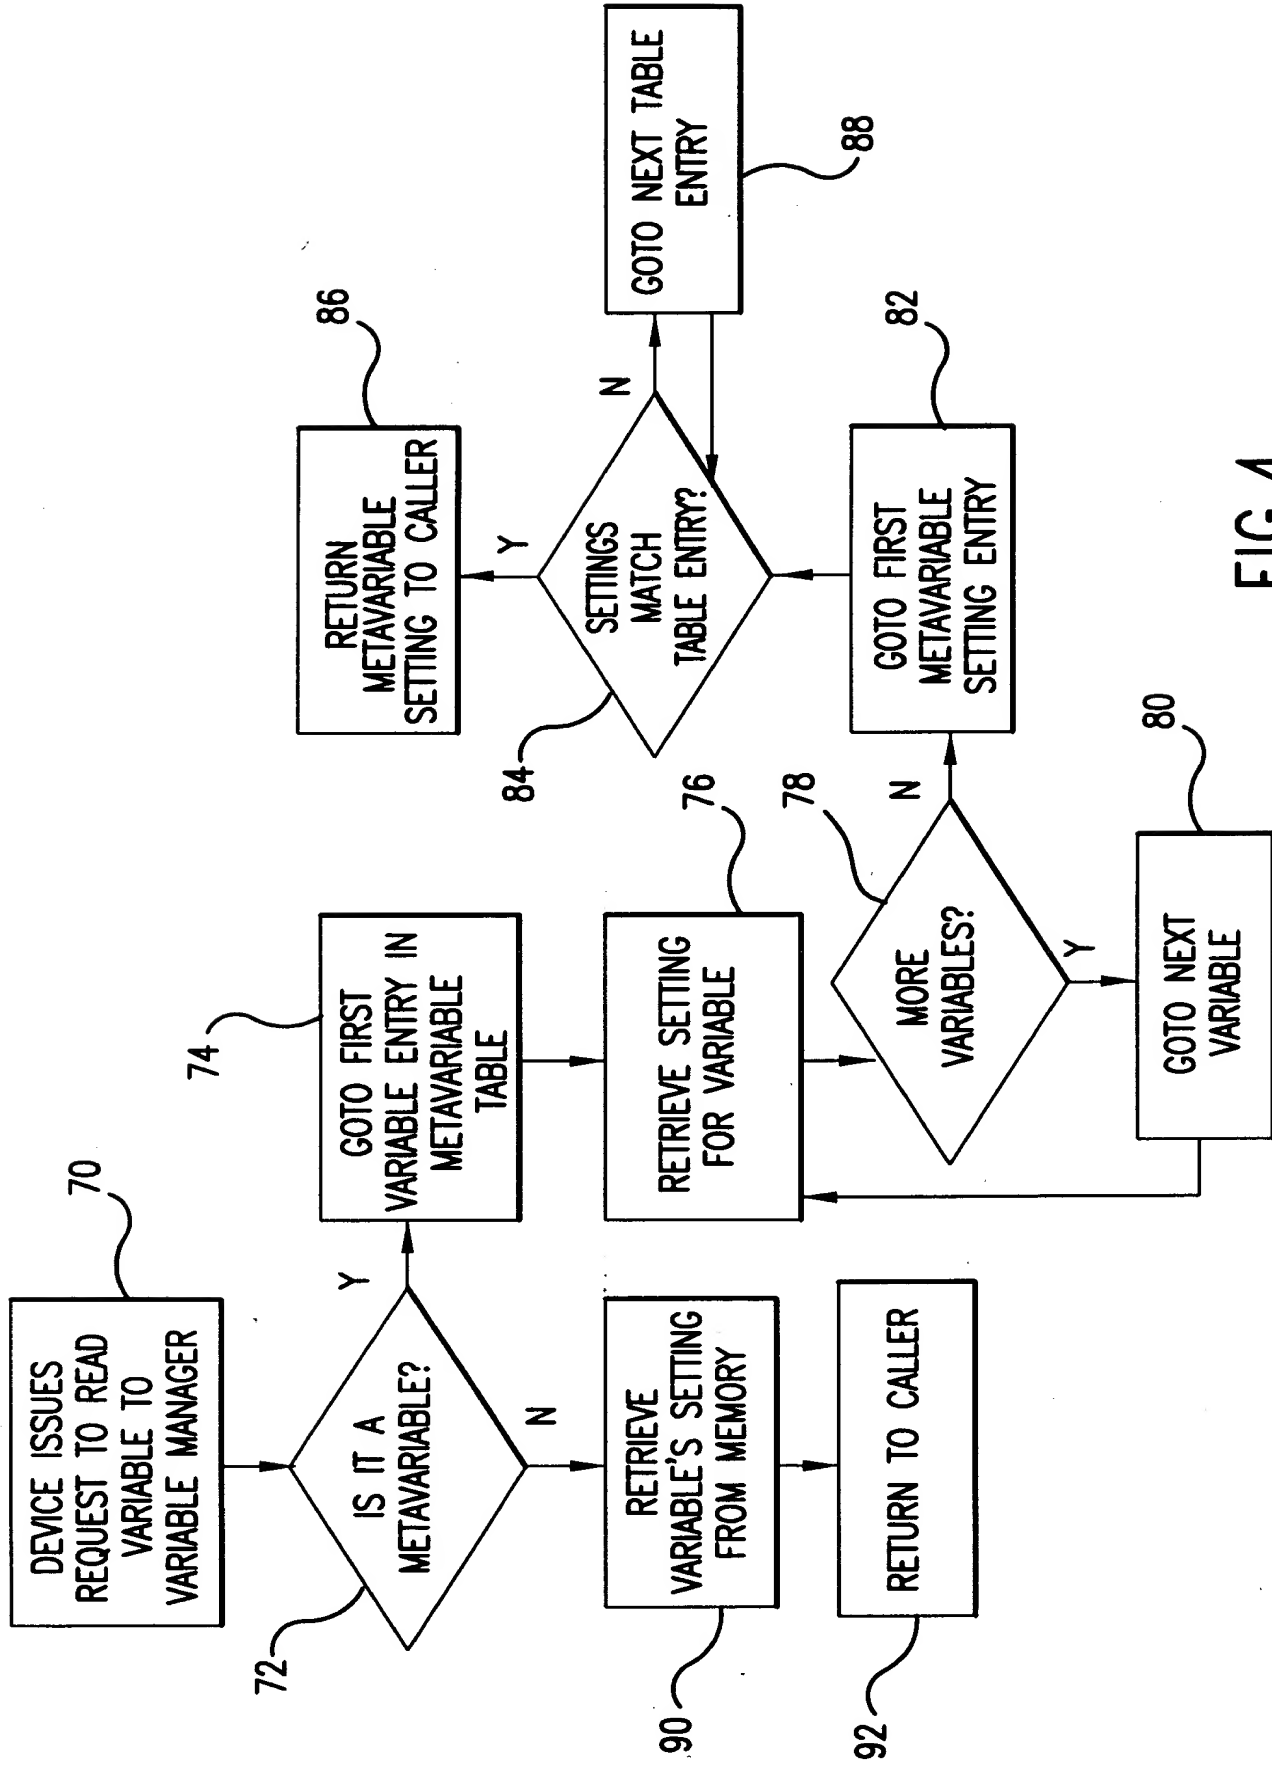 DEVICE ISSUES
REQUEST TO READ
VARIABLE TO
VARIABLE MANAGER
70
IS IT A
METAVARIABLE?
72
Y
N
GOTO FIRST
VARIABLE ENTRY IN
METAVARIABLE
TABLE
74
RETRIEVE
VARIABLE'S SETTING
FROM MEMORY
90
RETURN TO CALLER
92
RETRIEVE SETTING
FOR VARIABLE
76
MORE
VARIABLES?
78
N
Y
GOTO NEXT
VARIABLE
80
GOTO FIRST
METAVARIABLE
SETTING ENTRY
82
SETTINGS
MATCH
TABLE ENTRY?
84
Y
N
RETURN
METAVARIABLE
SETTING TO CALLER
86
GOTO NEXT TABLE
ENTRY
88
FIG. 4